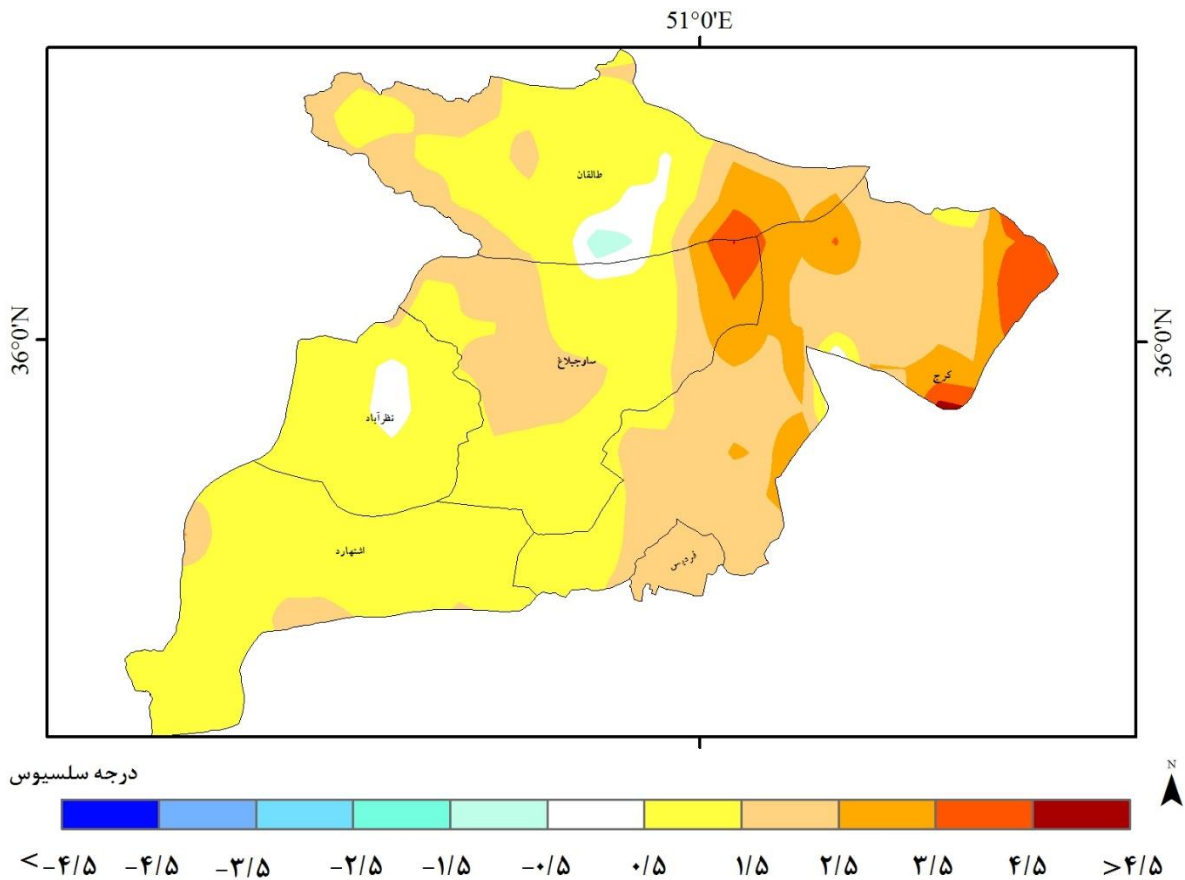 51°0'E
36°0'N
36°0'N
طالقان
ساوجبلاغ
کرج
نظرآباد
اشتهارد
فردیس
درجه سلسیوس
N
<-۴/۵ -۴/۵ -۳/۵ -۲/۵ -۱/۵ -۰/۵ ۰/۵ ۱/۵ ۲/۵ ۳/۵ ۴/۵ >۴/۵